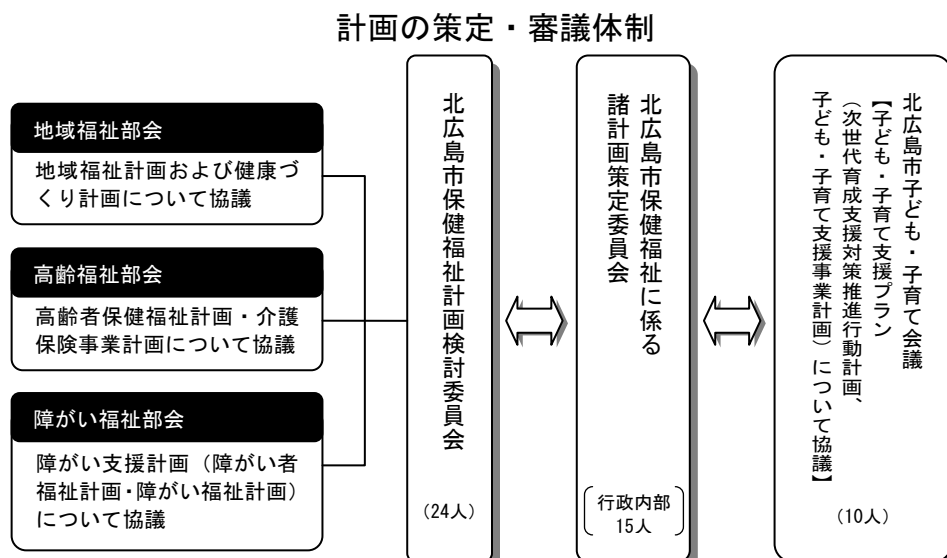 計画の策定・審議体制
地域福祉部会
地域福祉計画および健康づ
くり計画について協議
高齢福祉部会
高齢者保健福祉計画・介護
保険事業計画について協議
障がい福祉部会
障がい支援計画（障がい者
福祉計画・障がい福祉計画）
について協議
北広島市保健福祉計画検討委員会
（24人）
北広島市保健福祉に係る
諸計画策定委員会
行政内部
15人
北広島市子ども・子育て会議
【子ども・子育て支援プラン
（次世代育成支援対策推進行動計画、
子ども・子育て支援事業計画）について協議】
（10人）